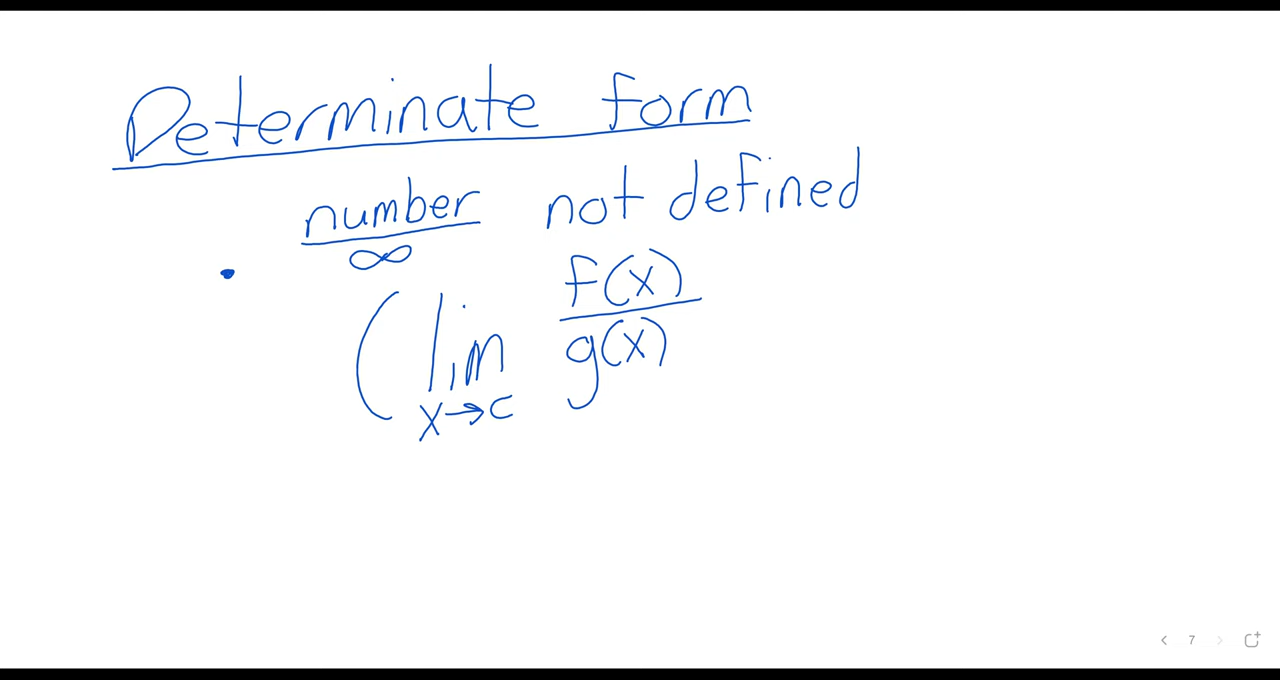 Determinate form
number/∞ not defined
• (lim x→c f(x)/g(x)
< 7 >